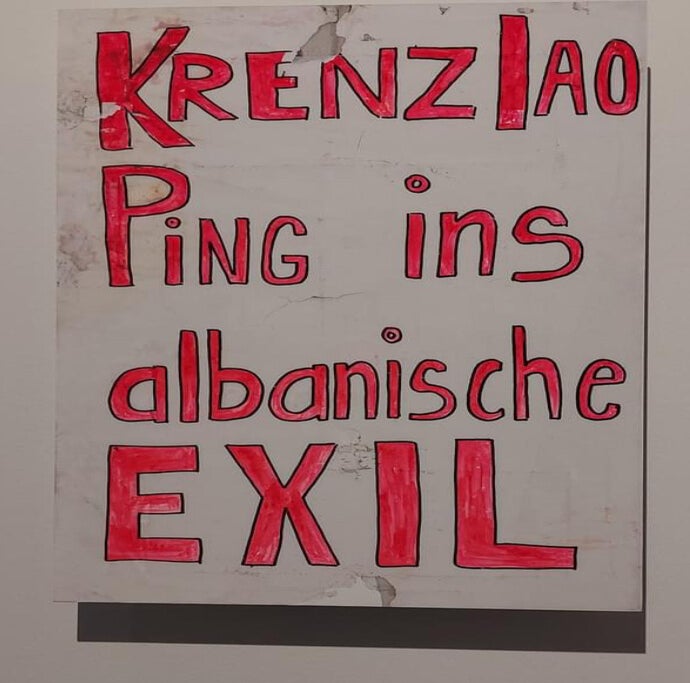 KRENZIAO
PiNG ins
albanische
EXIL